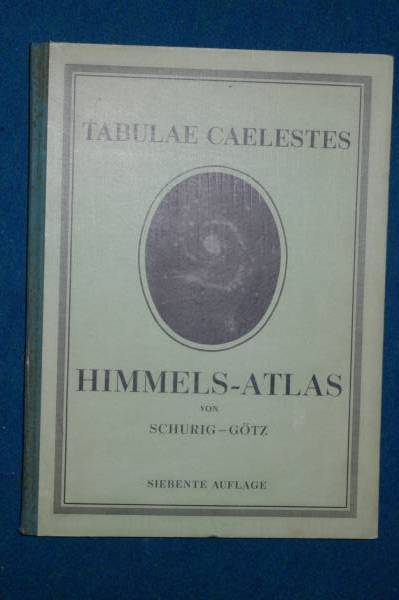 TABULAE CAELESTES
HIMMELS-ATLAS
VON
SCHURIG–GÖTZ
SIEBENTE AUFLAGE